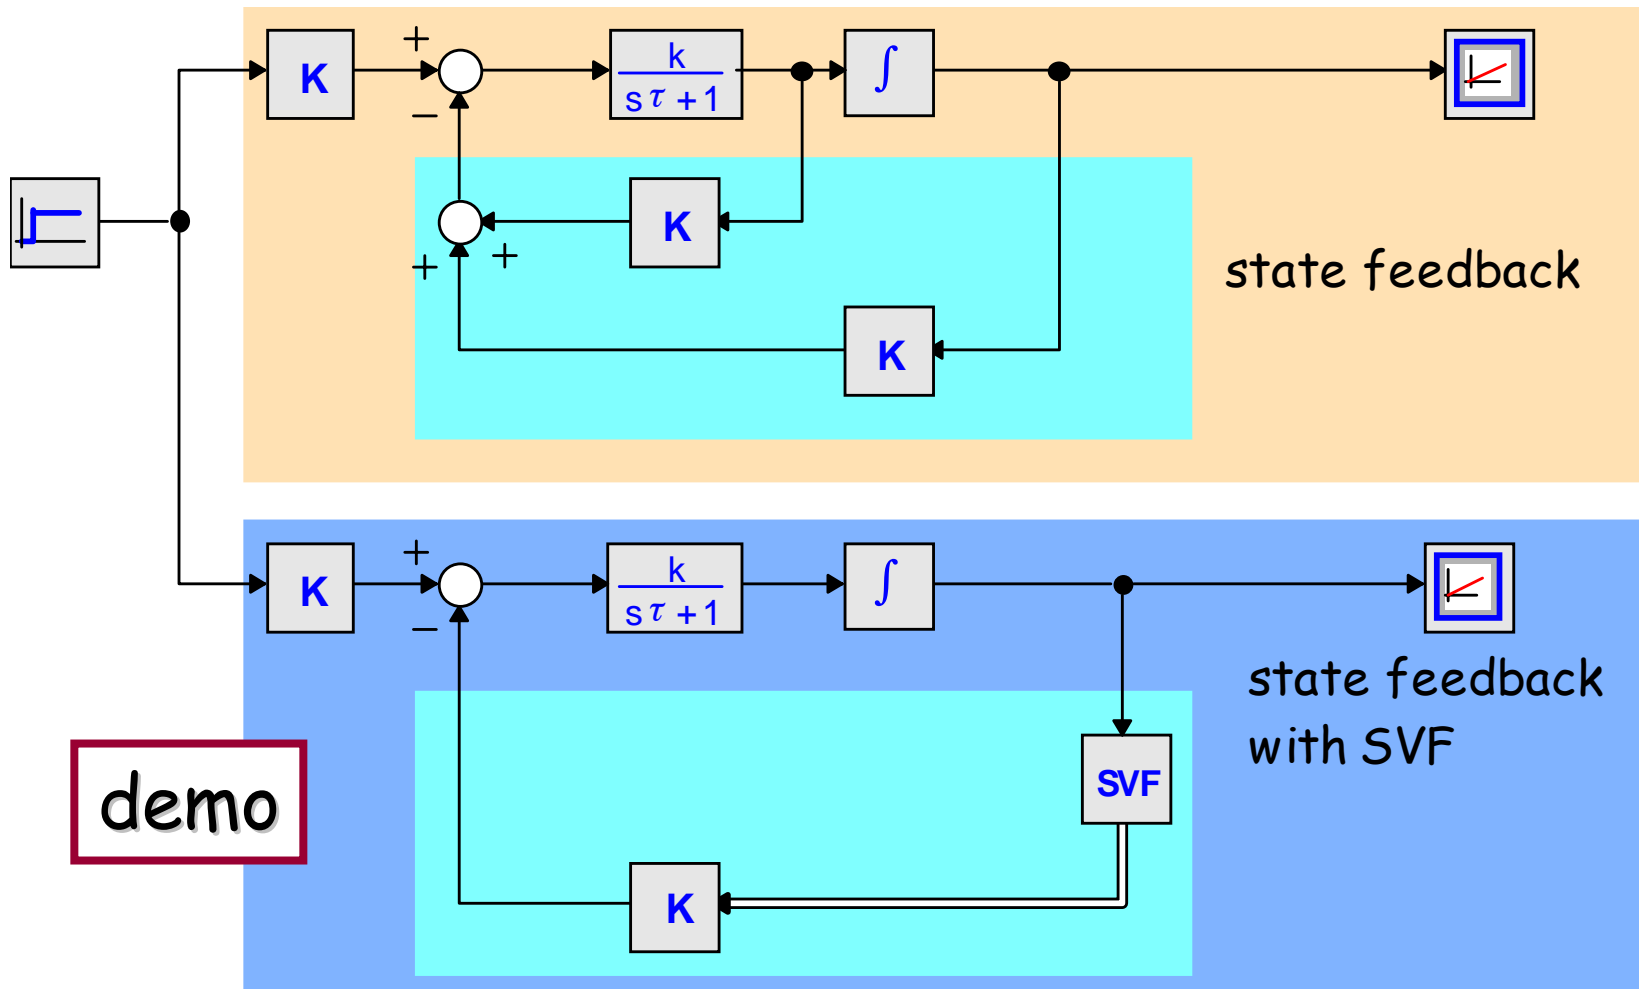 K
+
−
k
sτ+1
∫
K
+
+
K
state feedback
K
+
−
k
sτ+1
∫
state feedback
with SVF
SVF
demo
K